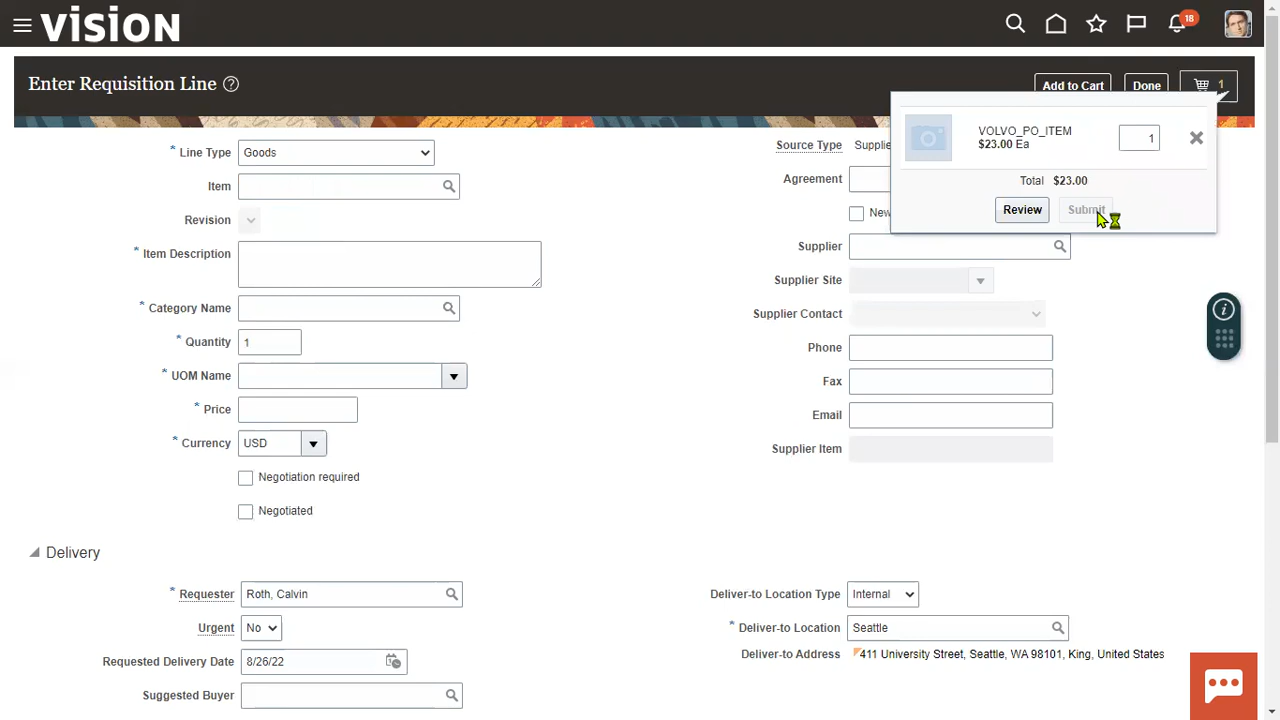 vision
18
Enter Requisition Line ?
Add to Cart
Done
1
VOLVO_PO_ITEM
$23.00 Ea
1
Total $23.00
Review
Submit
* Line Type Goods
Item
Revision
* Item Description
* Category Name
* Quantity 1
* UOM Name
* Price
* Currency USD
Negotiation required
Negotiated
Source Type Supplie
Agreement
New
Supplier
Supplier Site
Supplier Contact
Phone
Fax
Email
Supplier Item
i
Delivery
* Requester Roth, Calvin
Urgent No
Requested Delivery Date 8/26/22
Suggested Buyer
Deliver-to Location Type Internal
* Deliver-to Location Seattle
Deliver-to Address 411 University Street, Seattle, WA 98101, King, United States